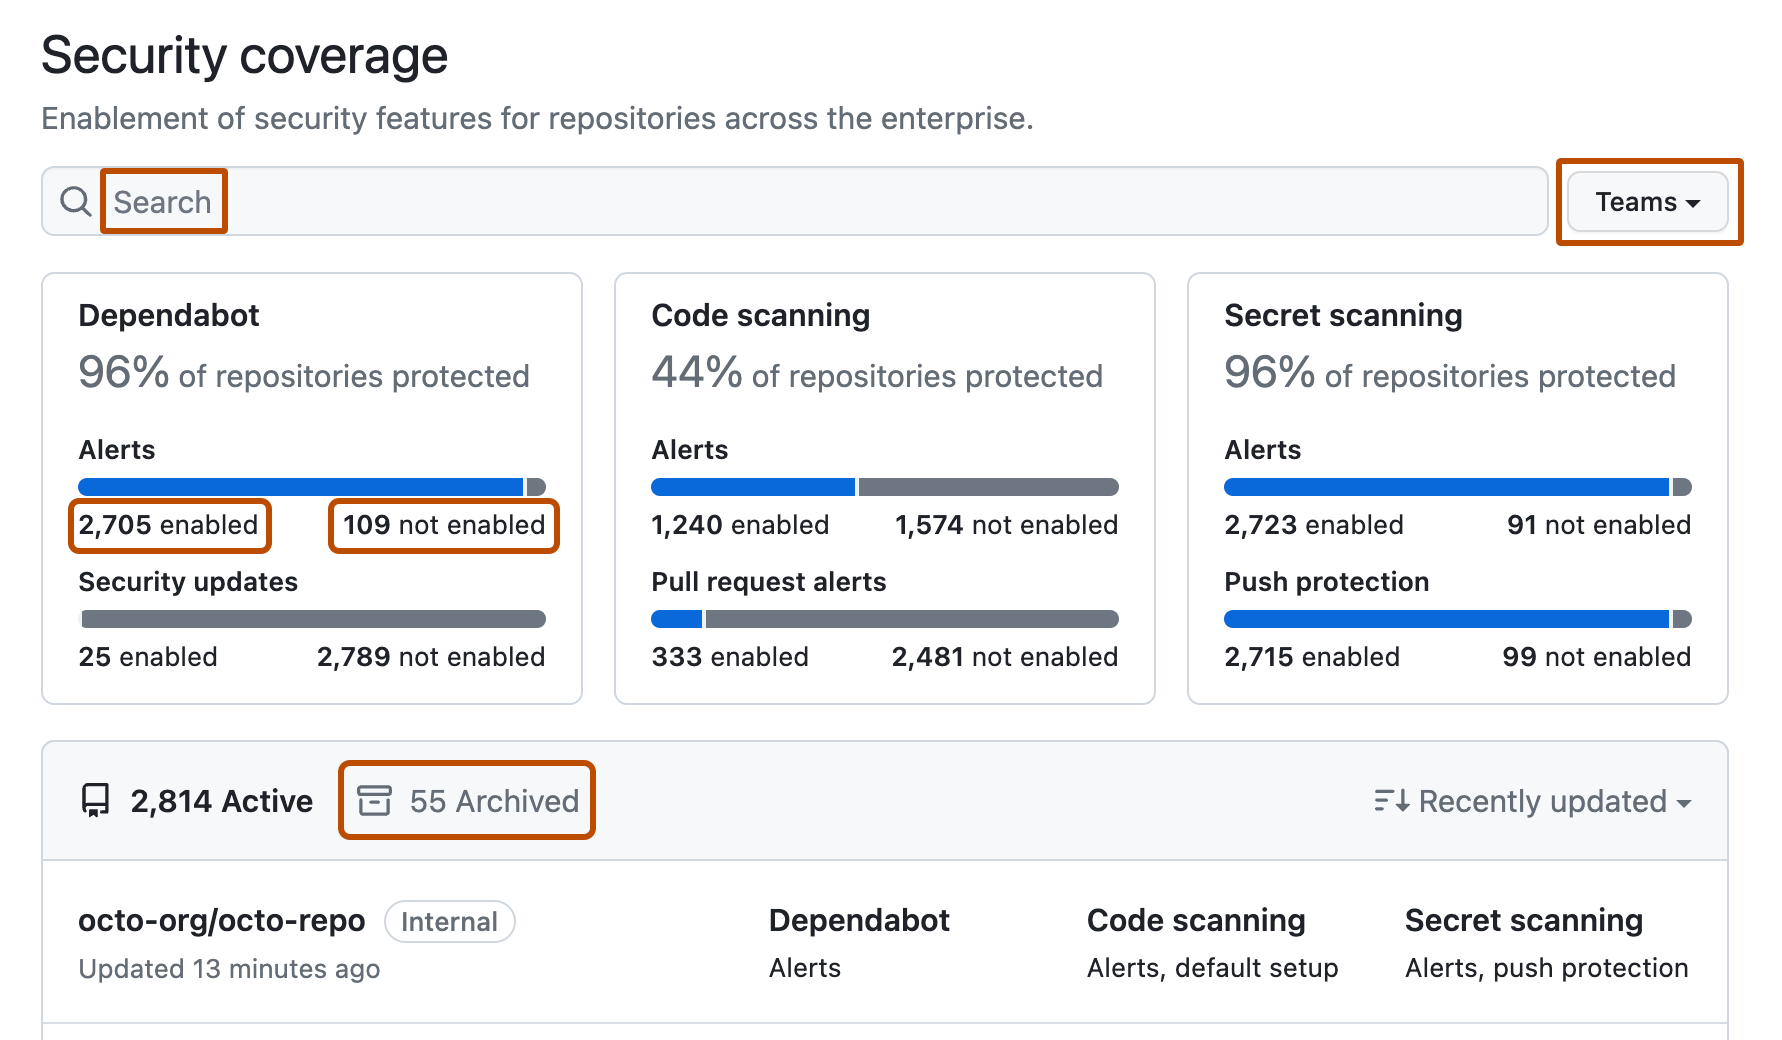 Security coverage
Enablement of security features for repositories across the enterprise.
Search
Teams
Dependabot
96% of repositories protected
Alerts
2,705 enabled 109 not enabled
Security updates
25 enabled 2,789 not enabled
Code scanning
44% of repositories protected
Alerts
1,240 enabled 1,574 not enabled
Pull request alerts
333 enabled 2,481 not enabled
Secret scanning
96% of repositories protected
Alerts
2,723 enabled 91 not enabled
Push protection
2,715 enabled 99 not enabled
2,814 Active 55 Archived Recently updated
octo-org/octo-repo Internal Dependabot Code scanning Secret scanning
Updated 13 minutes ago Alerts Alerts, default setup Alerts, push protection